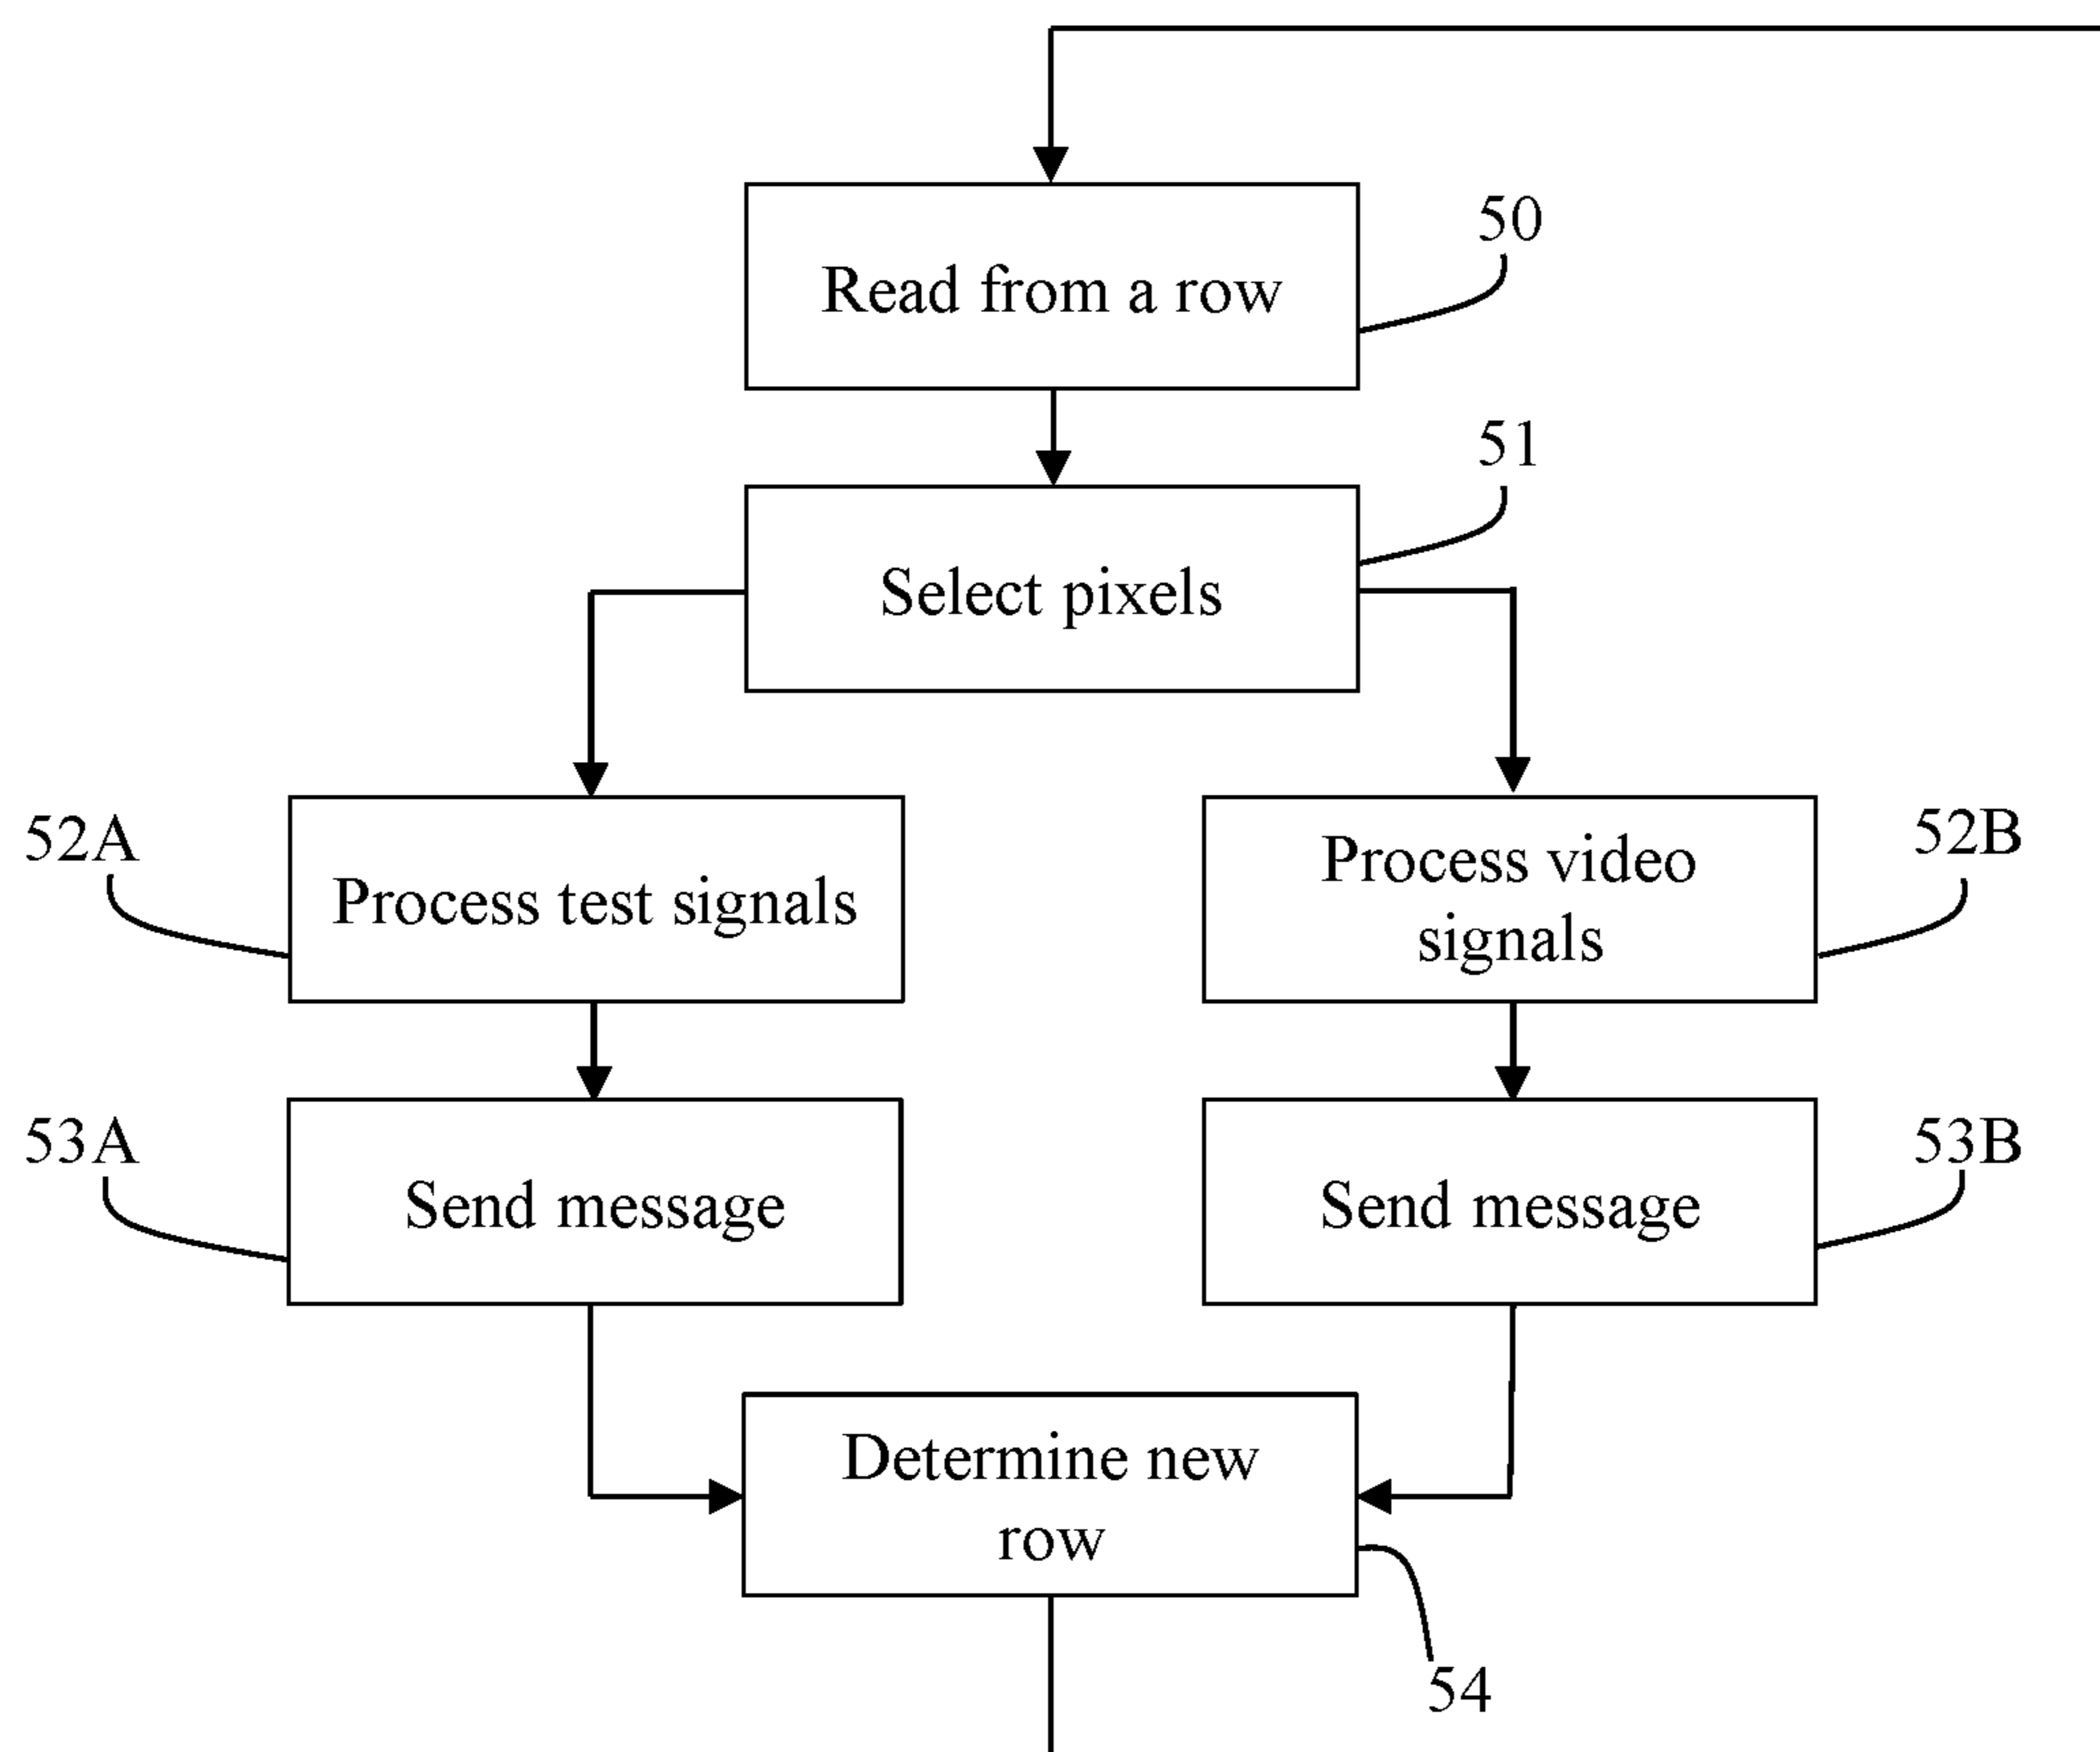 50
Read from a row
51
Select pixels
52A
Process test signals
Process video
signals
52B
53A
Send message
Send message
53B
Determine new
row
54